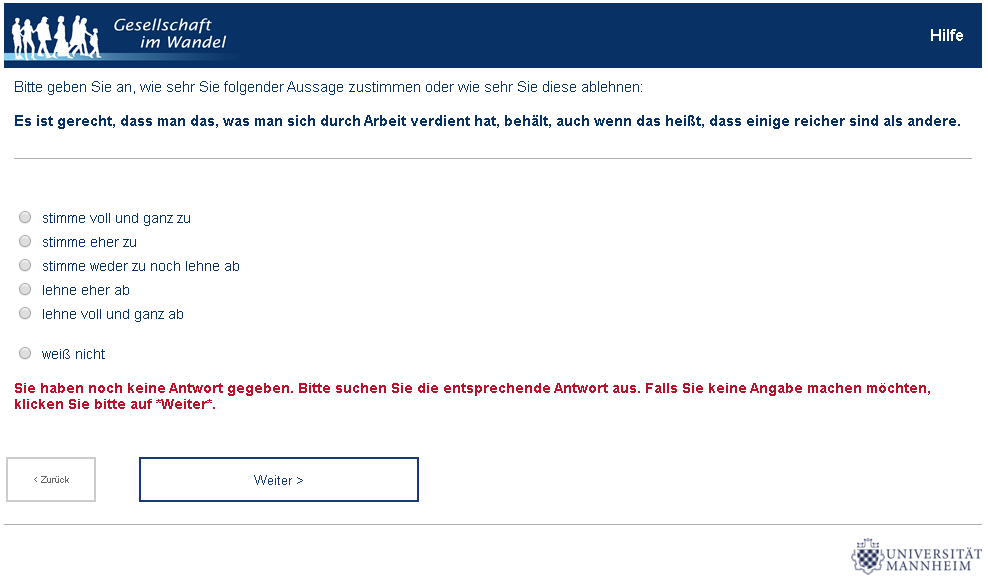 Gesellschaft
im Wandel
Hilfe
Bitte geben Sie an, wie sehr Sie folgender Aussage zustimmen oder wie sehr Sie diese ablehnen:
Es ist gerecht, dass man das, was man sich durch Arbeit verdient hat, behält, auch wenn das heißt, dass einige reicher sind als andere.
stimme voll und ganz zu
stimme eher zu
stimme weder zu noch lehne ab
lehne eher ab
lehne voll und ganz ab
weiß nicht
Sie haben noch keine Antwort gegeben. Bitte suchen Sie die entsprechende Antwort aus. Falls Sie keine Angabe machen möchten,
klicken Sie bitte auf *Weiter*.
< Zurück
Weiter >
UNIVERSITÄT
MANNHEIM